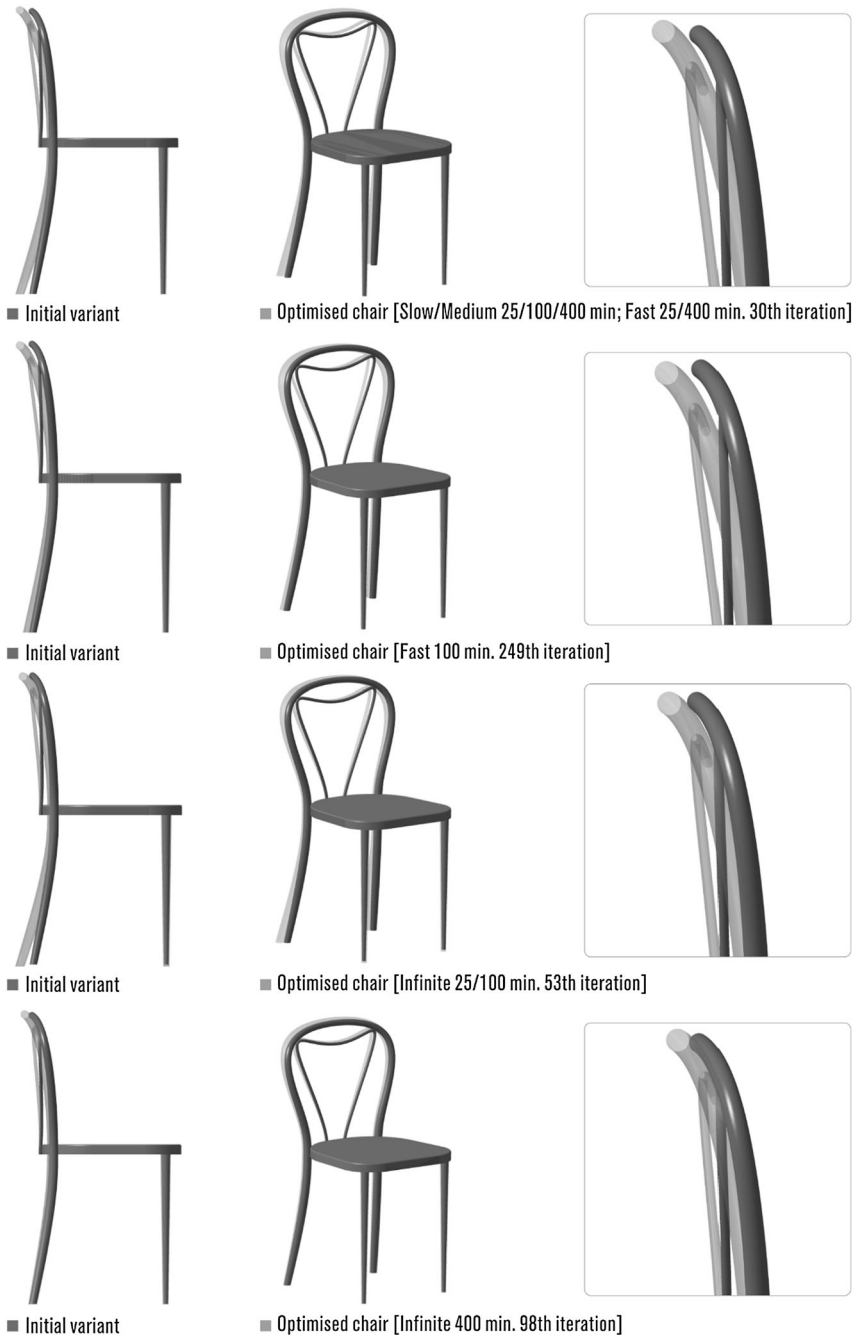 Initial variant
Optimised chair [Slow/Medium 25/100/400 min; Fast 25/400 min. 30th iteration]
Initial variant
Optimised chair [Fast 100 min. 249th iteration]
Initial variant
Optimised chair [Infinite 25/100 min. 53th iteration]
Initial variant
Optimised chair [Infinite 400 min. 98th iteration]